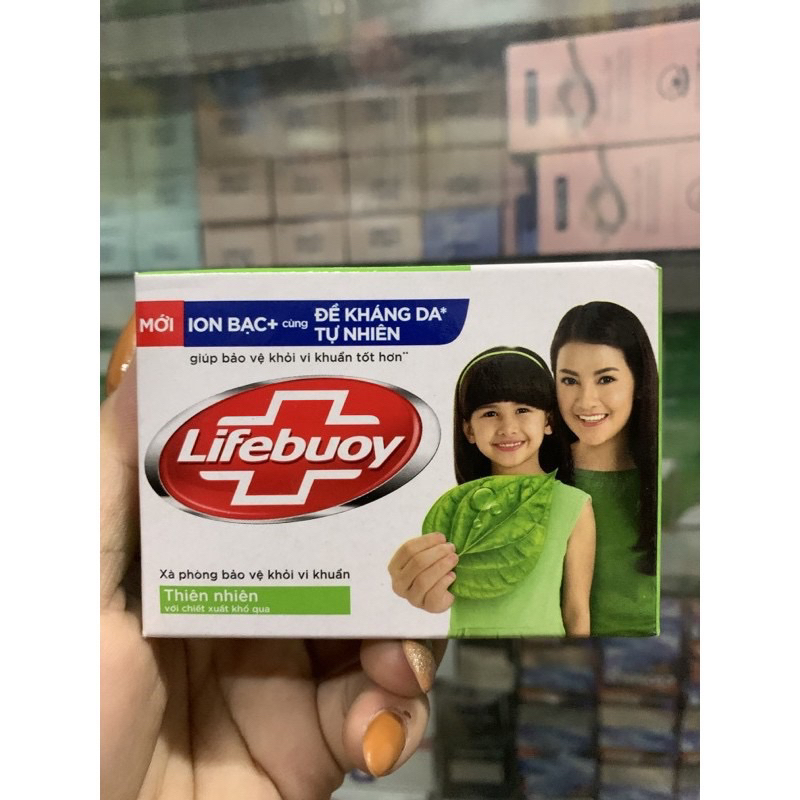 MỚI
ION BẠC+ cùng ĐỀ KHÁNG DA*
TỰ NHIÊN
giúp bảo vệ khỏi vi khuẩn tốt hơn**
Lifebuoy
Xà phòng bảo vệ khỏi vi khuẩn
Thiên nhiên
với chiết xuất khổ qua